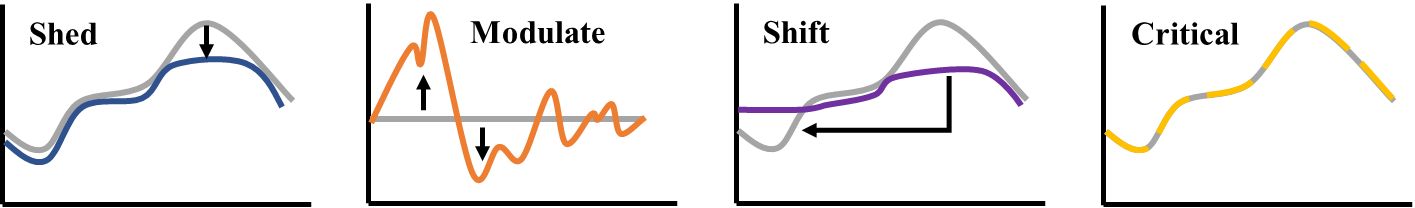 Shed
Modulate
Shift
Critical